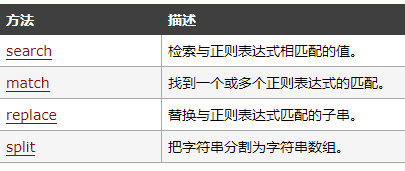 方法 描述
search 检索与正则表达式相匹配的值。
match 找到一个或多个正则表达式的匹配。
replace 替换与正则表达式匹配的子串。
split 把字符串分割为字符串数组。